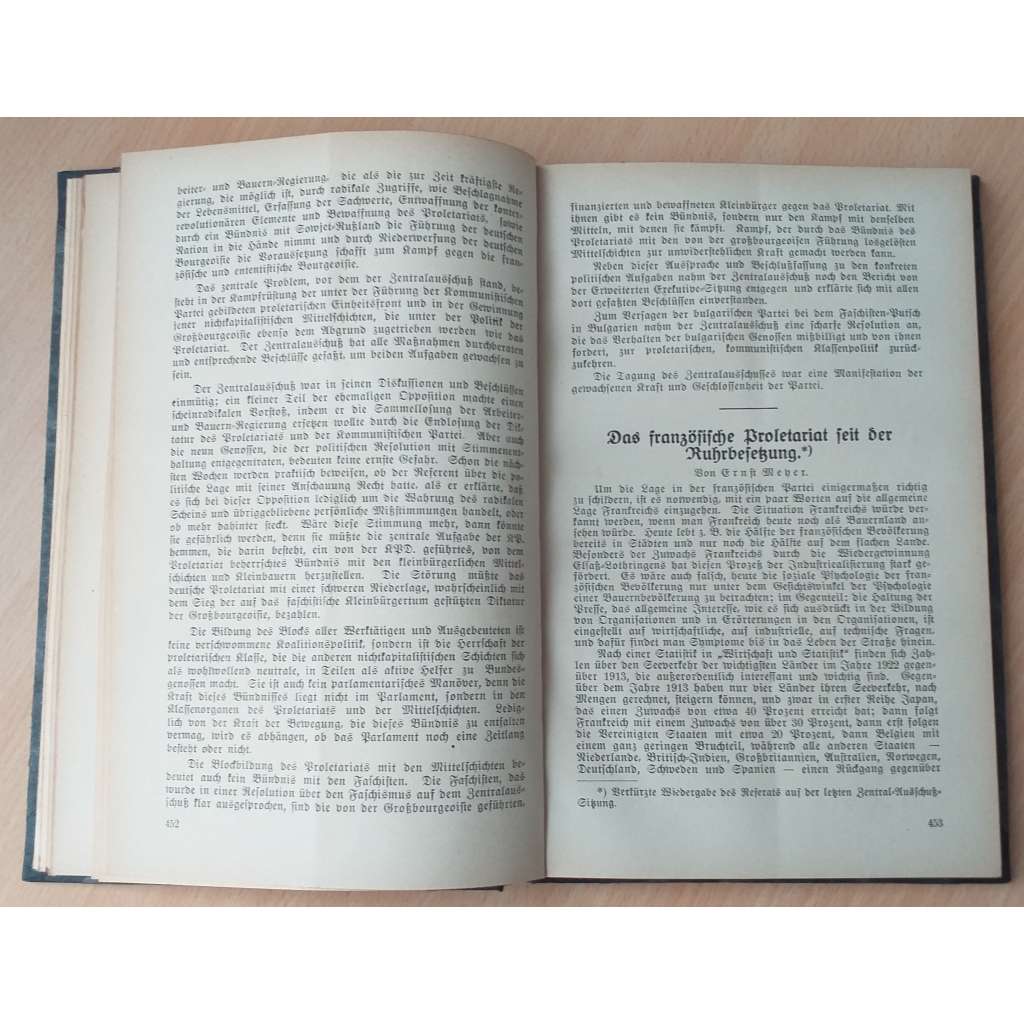 beiter- und Bauern-Regierung, die als die zur Zeit kräftigste Re-
gierung, die möglich ist, durch radikale Zugriffe, wie Beschlagnahme
der Lebensmittel, Erfassung der Sachwerte, Entwaffnung der konter-
revolutionären Elemente und Bewaffnung des Proletariats, sowie
durch ein Bündnis mit Sowjet-Rußland die Führung der deutschen
Nation in die Hände nimmt und durch Niederwerfung der deutschen
Bourgeoisie die Voraussetzung schafft zum Kampf gegen die fran-
zösische und ententistische Bourgeoisie.
Das zentrale Problem, vor dem der Zentralausschuß stand, be-
steht in der Kampfrüstung der unter der Führung der Kommunistischen
Partei gebildeten proletarischen Einheitsfront und in der Gewinnung
jener nichtkapitalistischen Mittelschichten, die unter der Politik der
Großbourgeoisie ebenso dem Abgrund zugetrieben werden wie das
Proletariat. Der Zentralausschuß hat alle Maßnahmen durchberaten
und entsprechende Beschlüsse gefaßt, um beiden Aufgaben gewachsen zu
sein.
Der Zentralausschuß war in seinen Diskussionen und Beschlüssen
einmütig; ein kleiner Teil der ehemaligen Opposition machte einen
scheinradikalen Vorstoß, indem er die Sammellosung der Arbeiter-
und Bauern-Regierung ersetzen wollte durch die Endlosung der Dik-
tatur des Proletariats und der Kommunistischen Partei. Aber auch
die neun Genossen, die der politischen Resolution mit Stimmenent-
haltung entgegentraten, bedeuten keine ernste Gefahr. Schon die nächsten
Wochen werden praktisch beweisen, ob der Referent über die po-
litische Lage mit seiner Anschauung Recht hatte, als er erklärte, daß
es sich bei dieser Opposition lediglich um die Wahrung des radikalen
Scheins und übriggebliebene persönliche Mißstimmungen handelt, oder
ob mehr dahinter steckt. Wäre diese Stimmung mehr, dann könnte
sie gefährlich werden, denn sie müßte die zentrale Aufgabe der KP.
hemmen, die darin besteht, ein von der KPD. geführtes, von dem
Proletariat beherrschtes Bündnis mit den kleinbürgerlichen Mittel-
schichten und Kleinbauern herzustellen. Die Störung müßte das
deutsche Proletariat mit einer schweren Niederlage, wahrscheinlich mit
dem Sieg der auf das faschistische Kleinbürgertum gestützten Diktatur
der Großbourgeoisie, bezahlen.
Die Bildung des Blocks aller Werktätigen und Ausgebeuteten ist
keine verschwommene Koalitionspolitik, sondern ist die Herrschaft der
proletarischen Klasse, die die anderen nichtkapitalistischen Schichten sich
als wohlwollend neutrale, in Teilen als aktive Helfer zu Bundes-
genossen macht. Sie ist auch kein parlamentarisches Manöver, denn die
Kraft dieses Bündnisses liegt nicht im Parlament, sondern in den
Klassenorganen des Proletariats und der Mittelschichten. Ledig-
lich von der Kraft der Bewegung, die dieses Bündnis zu entfalten
vermag, wird es abhängen, ob das Parlament noch eine Zeitlang
besteht oder nicht.
Die Blockbildung des Proletariats mit den Mittelschichten be-
deutet auch kein Bündnis mit den Faschisten. Die Faschisten, das
wurde in einer Resolution über den Faschismus auf dem Zentralaus-
schuß klar ausgesprochen, sind die von der Großbourgeoisie geführten,
452
finanzierten und bewaffneten Kleinbürger gegen das Proletariat. Mit
ihnen gibt es kein Bündnis, sondern nur den Kampf mit denselben
Mitteln, mit denen sie kämpft. Kampf, der durch das Bündnis des
Proletariats mit den von der großbourgeoisen Führung losgelösten
Mittelschichten zur unwiderstehlichen Kraft gemacht werden kann.
Neben dieser Aussprache und Beschlußfassung zu den konkreten
politischen Aufgaben nahm der Zentralausschuß noch den Bericht von
der Erweiterten Exekutive-Sitzung entgegen und erklärte sich mit allen
dort gefaßten Beschlüssen einverstanden.
Zum Versagen der bulgarischen Partei bei dem Faschisten-Putsch
in Bulgarien nahm der Zentralausschuß eine scharfe Resolution an,
die das Verhalten der bulgarischen Genossen mißbilligt und von ihnen
fordert, zur proletarischen, kommunistischen Klassenpolitik zurück-
zukehren.
Die Tagung des Zentralausschusses war eine Manifestation der
gewachsenen Kraft und Geschlossenheit der Partei.
Das französische Proletariat seit der
Ruhrbesetzung.*)
Von Ernst Meyer.
Um die Lage in der französischen Partei einigermaßen richtig
zu schildern, ist es notwendig, mit ein paar Worten auf die allgemeine
Lage Frankreichs einzugehen. Die Situation Frankreichs würde ver-
kannt werden, wenn man Frankreich heute noch als Bauernland an-
sehen würde. Heute lebt z. B. die Hälfte der französischen Bevölkerung
bereits in Städten und nur noch die Hälfte auf dem flachen Lande.
Besonders der Zuwachs Frankreichs durch die Wiedergewinnung
Elsaß-Lothringens hat diesen Prozeß der Industriealisierung stark ge-
fördert. Es wäre auch falsch, heute die soziale Psychologie der fran-
zösischen Bevölkerung nur unter dem Gesichtswinkel der Psychologie
einer Bauernbevölkerung zu betrachten; im Gegenteil: die Haltung der
Presse, das allgemeine Interesse, wie es sich ausdrückt in der Bildung
von Organisationen und in Erörterungen in den Organisationen, ist
eingestellt auf wirtschaftliche, auf industrielle, auf technische Fragen,
und dafür findet man Symptome bis in das Leben der Straße hinein.
Nach einer Statistik in „Wirtschaft und Statistik“ finden sich Zah-
len über den Seeverkehr der wichtigsten Länder im Jahre 1922 gegen-
über 1913, die außerordentlich interessant und wichtig sind. Gegen-
über dem Jahre 1913 haben nur vier Länder ihren Seeverkehr, nach
Mengen gerechnet, steigern können, und zwar in erster Reihe Japan,
das einen Zuwachs von etwa 40 Prozent erreicht hat; dann folgt
Frankreich mit einem Zuwachs von über 30 Prozent, dann erst folgen
die Vereinigten Staaten mit etwa 20 Prozent, dann Belgien mit
einem ganz geringen Bruchteil, während alle anderen Staaten —
Niederlande, Britisch-Indien, Großbritannien, Australien, Norwegen,
Deutschland, Schweden und Spanien — einen Rückgang gegenüber
*) Verkürzte Wiedergabe des Referats auf der letzten Zentral-Ausschuß-
Sitzung.
453